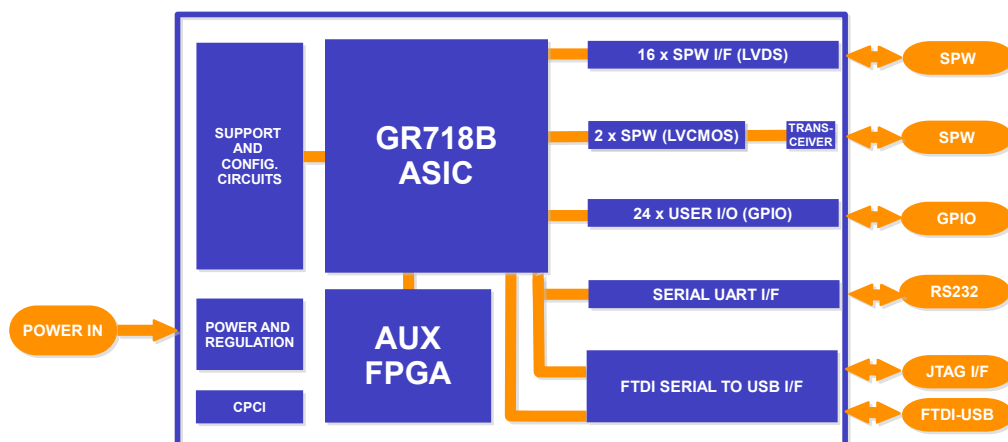 16 x SPW I/F (LVDS)
SPW
SUPPORT
AND
CONFIG.
CIRCUITS
GR718B
ASIC
2 x SPW (LVCMOS)
TRANS-
CEIVER
SPW
24 x USER I/O (GPIO)
GPIO
SERIAL UART I/F
RS232
POWER IN
POWER AND
REGULATION
AUX
FPGA
FTDI SERIAL TO USB I/F
JTAG I/F
CPCI
FTDI-USB